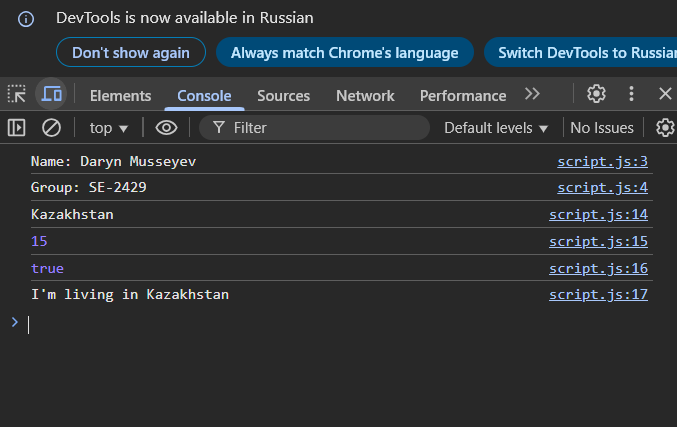 DevTools is now available in Russian
Don't show again Always match Chrome's language Switch DevTools to Russian
Elements Console Sources Network Performance
top Filter Default levels No Issues
Name: Daryn Musseyev script.js:3
Group: SE-2429 script.js:4
Kazakhstan script.js:14
15 script.js:15
true script.js:16
I'm living in Kazakhstan script.js:17